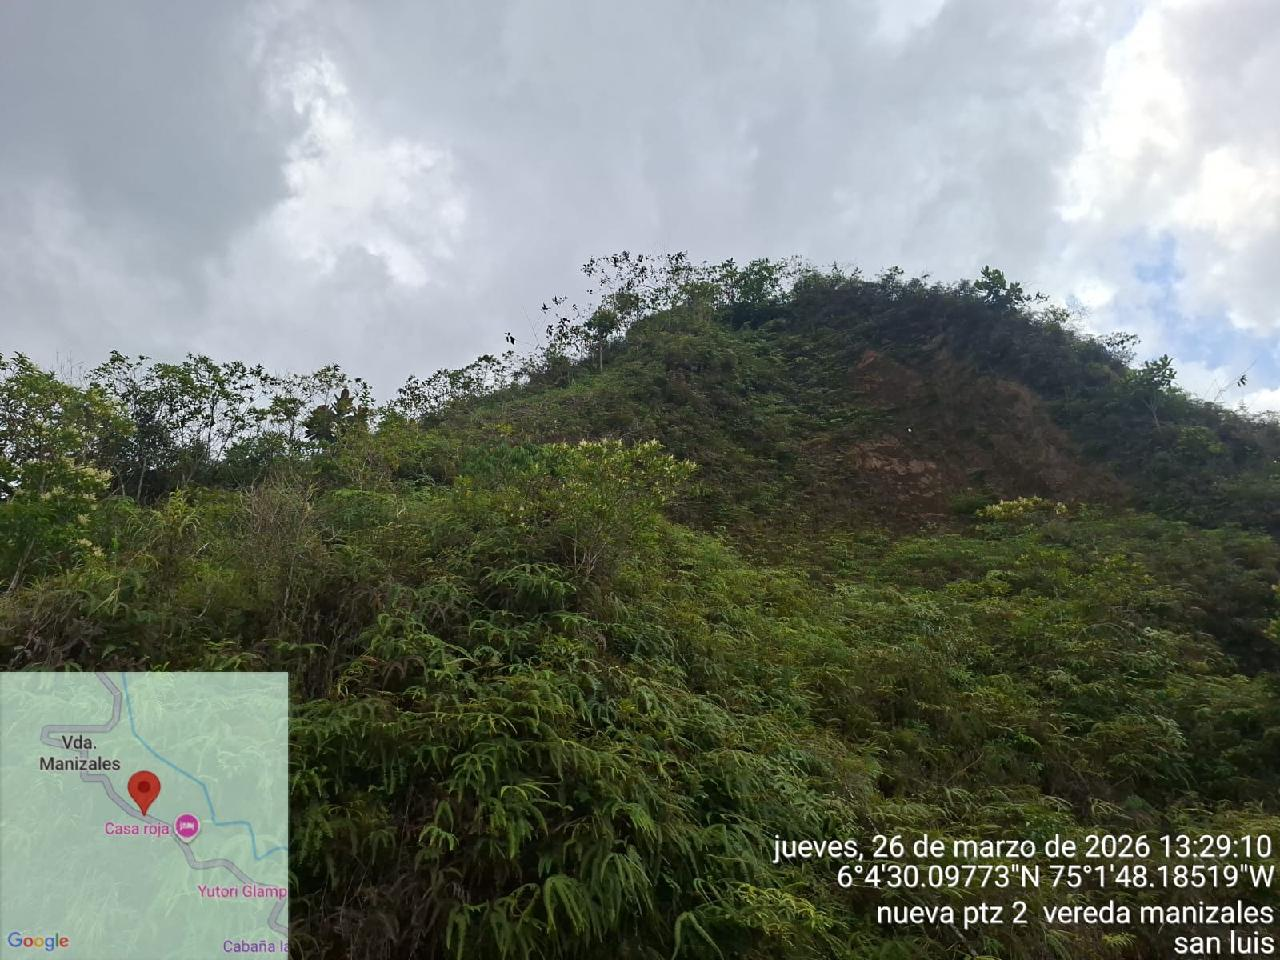 Vda.
Manizales
Casa roja
Yutori Glamp
Cabaña la
Google
jueves, 26 de marzo de 2026 13:29:10
6°4'30.09773"N 75°1'48.18519"W
nueva ptz 2 vereda manizales
san luis